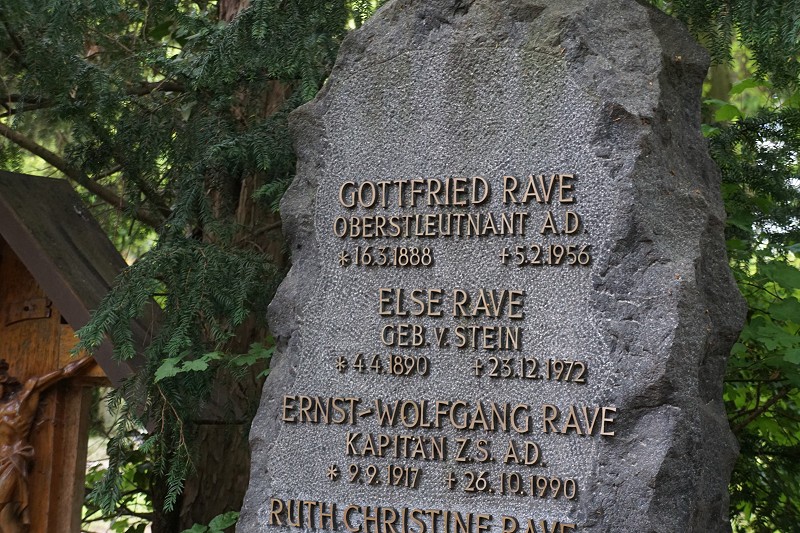 GOTTFRIED RAVE
OBERSTLEUTNANT A.D
*16.3.1888 +5.2.1956
ELSE RAVE
GEB. V. STEIN
* 4.4.1890 +23.12.1972
ERNST-WOLFGANG RAVE
KAPITÄN Z.S. A.D.
* 9.9.1917 +26.10.1990
RUTH CHRISTINE RAVE